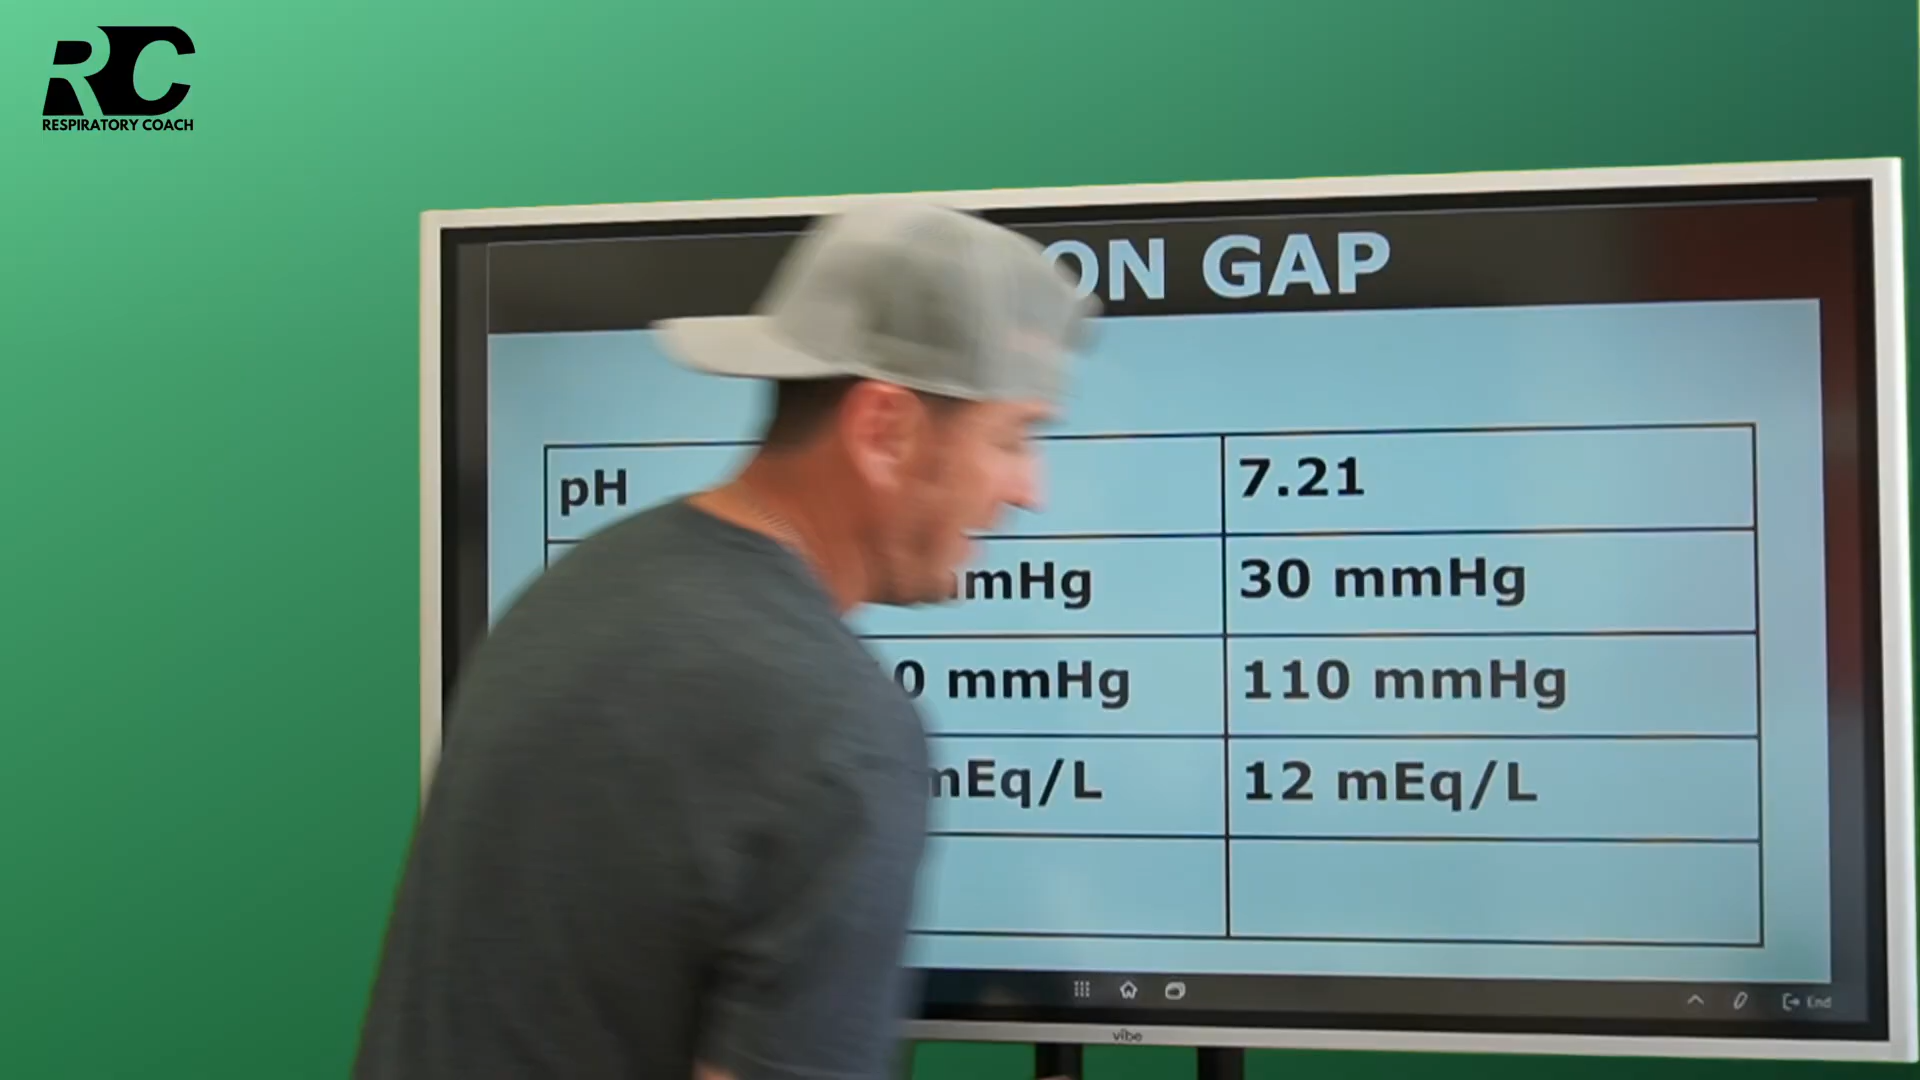 RC
RESPIRATORY COACH
ON GAP
pH 7.21
mmHg 30 mmHg
0 mmHg 110 mmHg
mEq/L 12 mEq/L
End
vibe